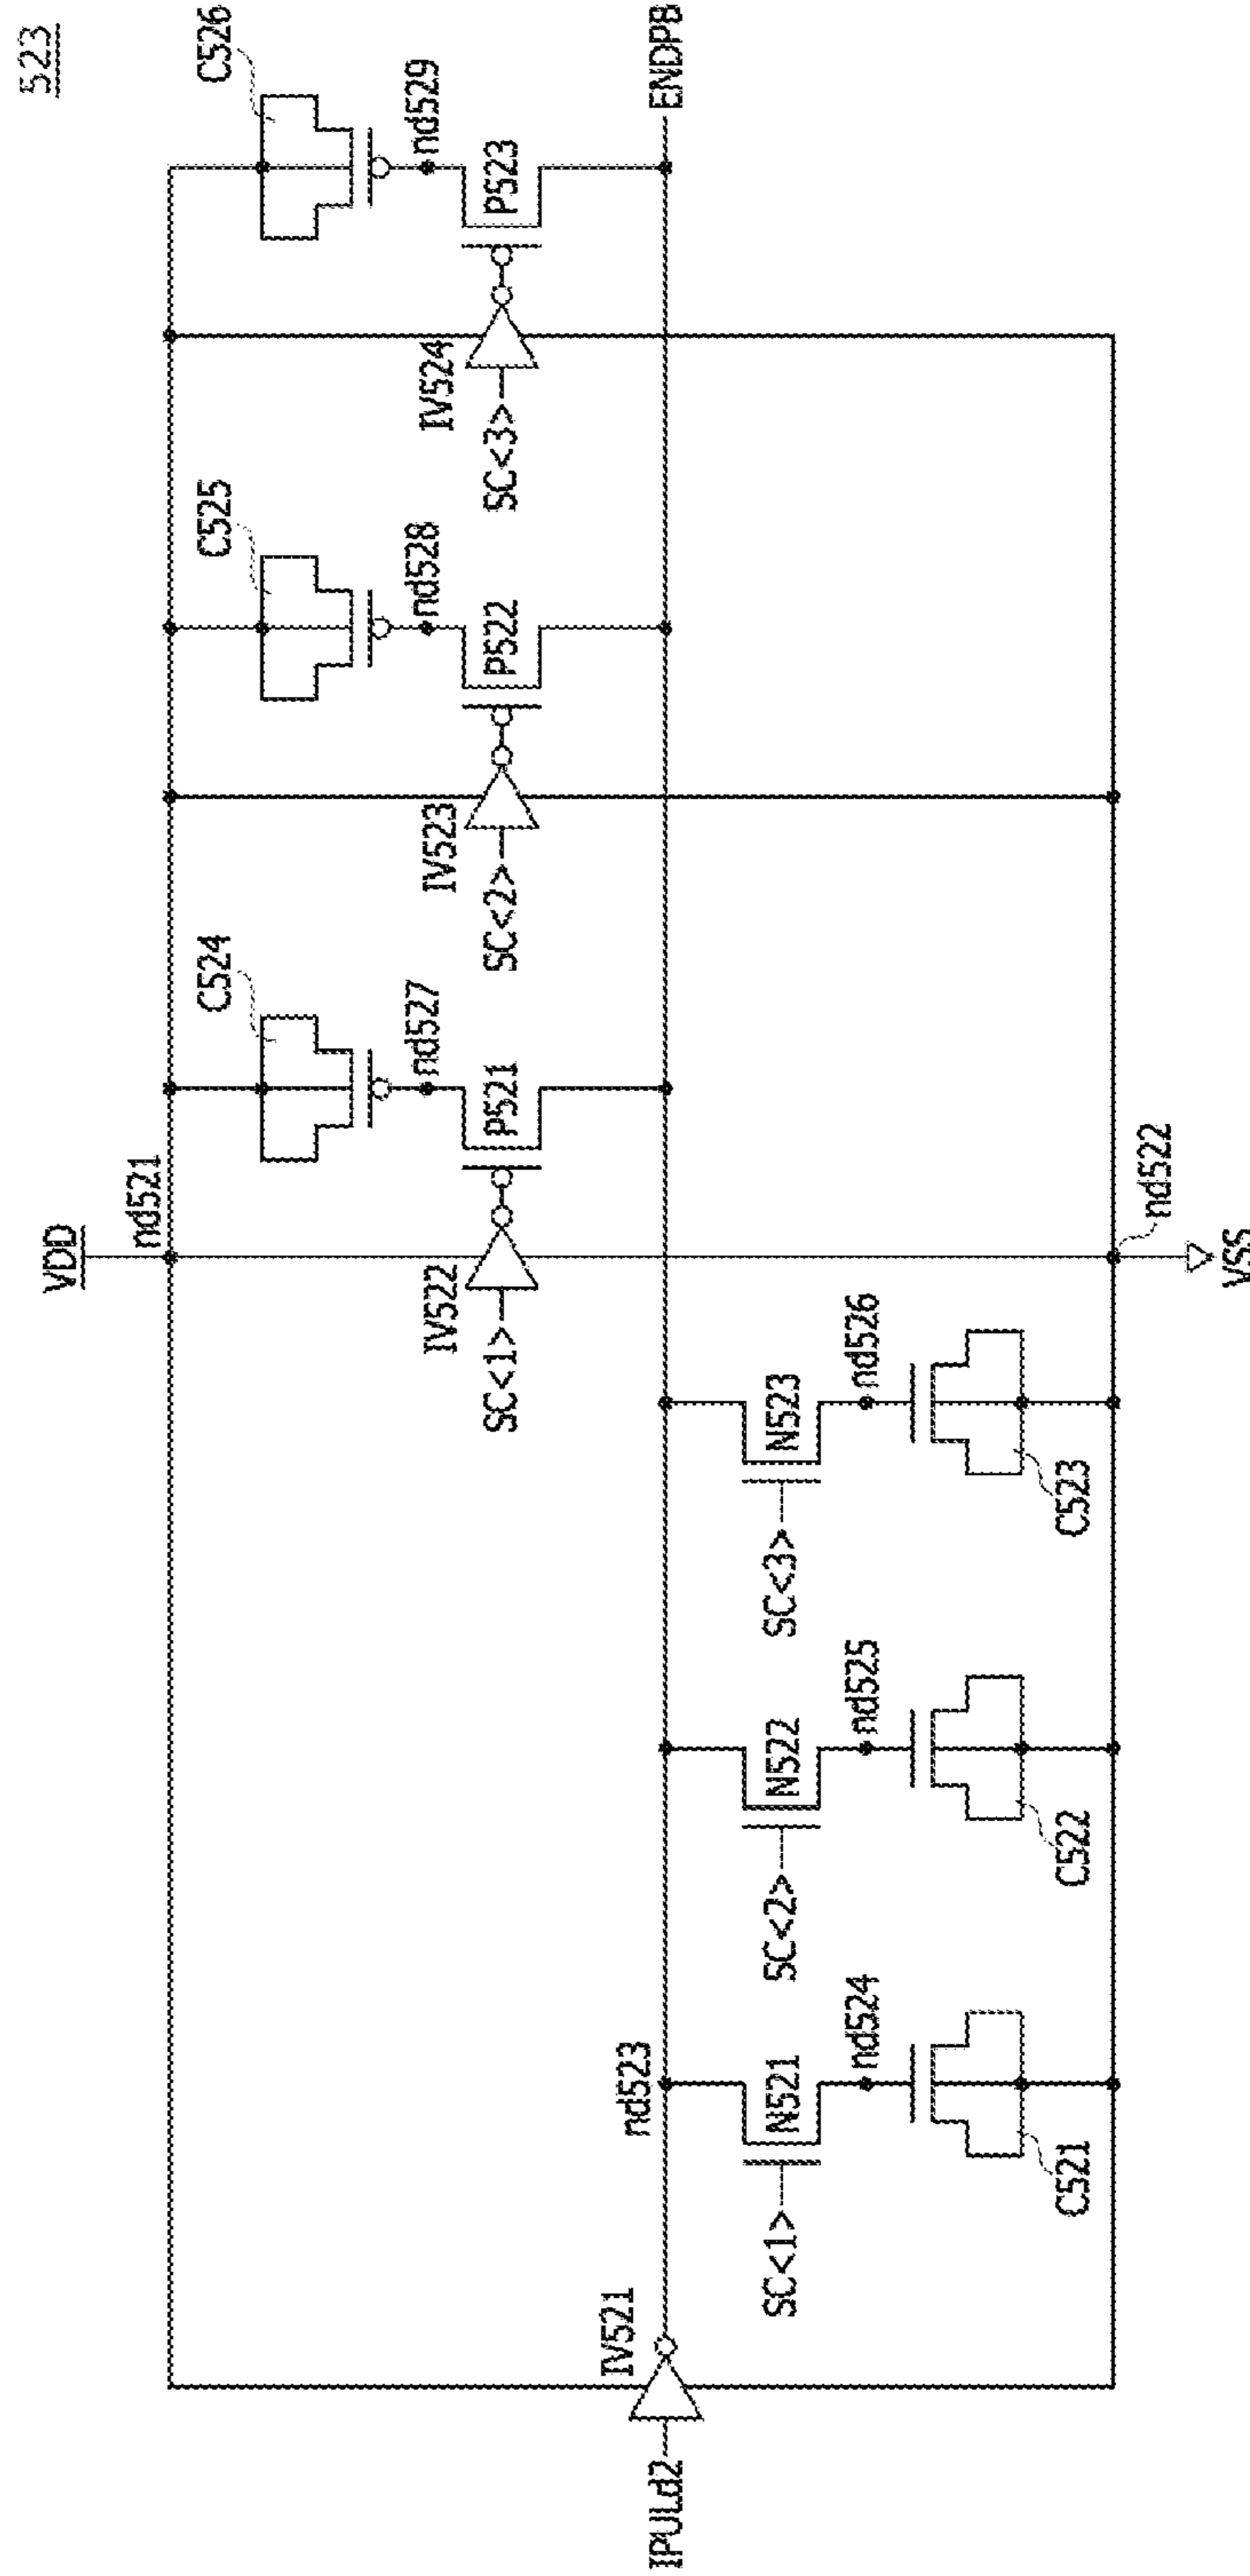 523
VDD
nd521
C524
C525
C526
nd527
nd528
nd529
IV522
P521
IV523
P522
IV524
P523
SC<1>
SC<2>
SC<3>
IV521
nd523
IPULd2
ENDPB
SC<1>
N521
SC<2>
N522
SC<3>
N523
nd524
nd525
nd526
C521
C522
C523
nd522
VSS